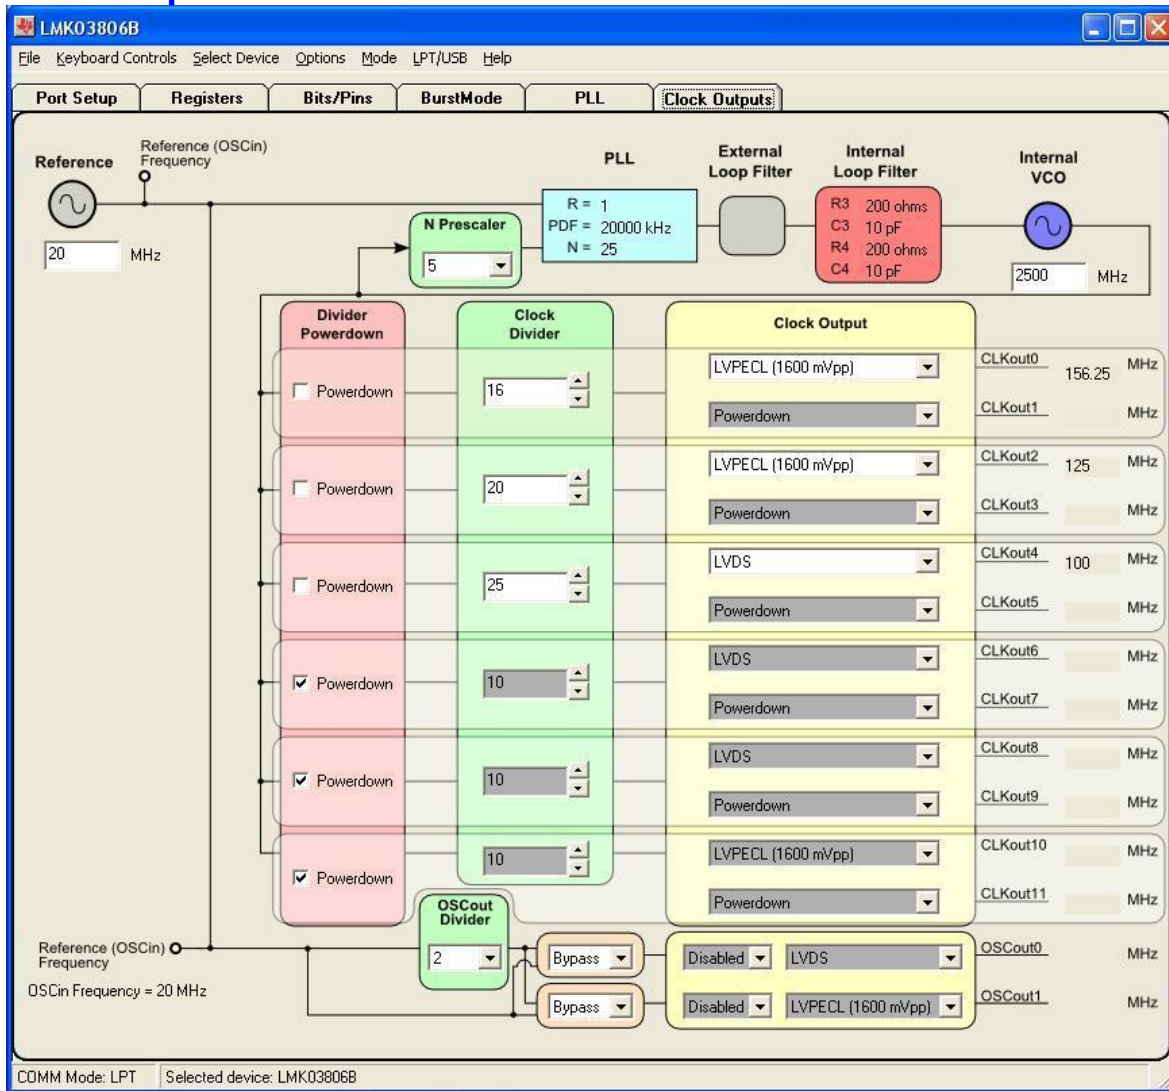 LMK03806B
File Keyboard Controls Select Device Options Mode LPT/USB Help
Port Setup Registers Bits/Pins BurstMode PLL Clock Outputs
Reference
Reference (OSCin)
Frequency
20 MHz
N Prescaler
5
PLL
R = 1
PDF = 20000 kHz
N = 25
External
Loop Filter
Internal
Loop Filter
R3 200 ohms
C3 10 pF
R4 200 ohms
C4 10 pF
Internal
VCO
2500 MHz
Divider
Powerdown
Clock
Divider
Clock Output
Powerdown 16 LVPECL (1600 mVpp) CLKout0 156.25 MHz
Powerdown CLKout1 MHz
Powerdown 20 LVPECL (1600 mVpp) CLKout2 125 MHz
Powerdown CLKout3 MHz
Powerdown 25 LVDS CLKout4 100 MHz
Powerdown CLKout5 MHz
Powerdown 10 LVDS CLKout6 MHz
Powerdown CLKout7 MHz
Powerdown 10 LVDS CLKout8 MHz
Powerdown CLKout9 MHz
Powerdown 10 LVPECL (1600 mVpp) CLKout10 MHz
Powerdown CLKout11 MHz
OSCout
Divider
2
Reference (OSCin)
Frequency
OSCin Frequency = 20 MHz
Bypass Disabled LVDS OSCout0 MHz
Bypass Disabled LVPECL (1600 mVpp) OSCout1 MHz
COMM Mode: LPT Selected device: LMK03806B